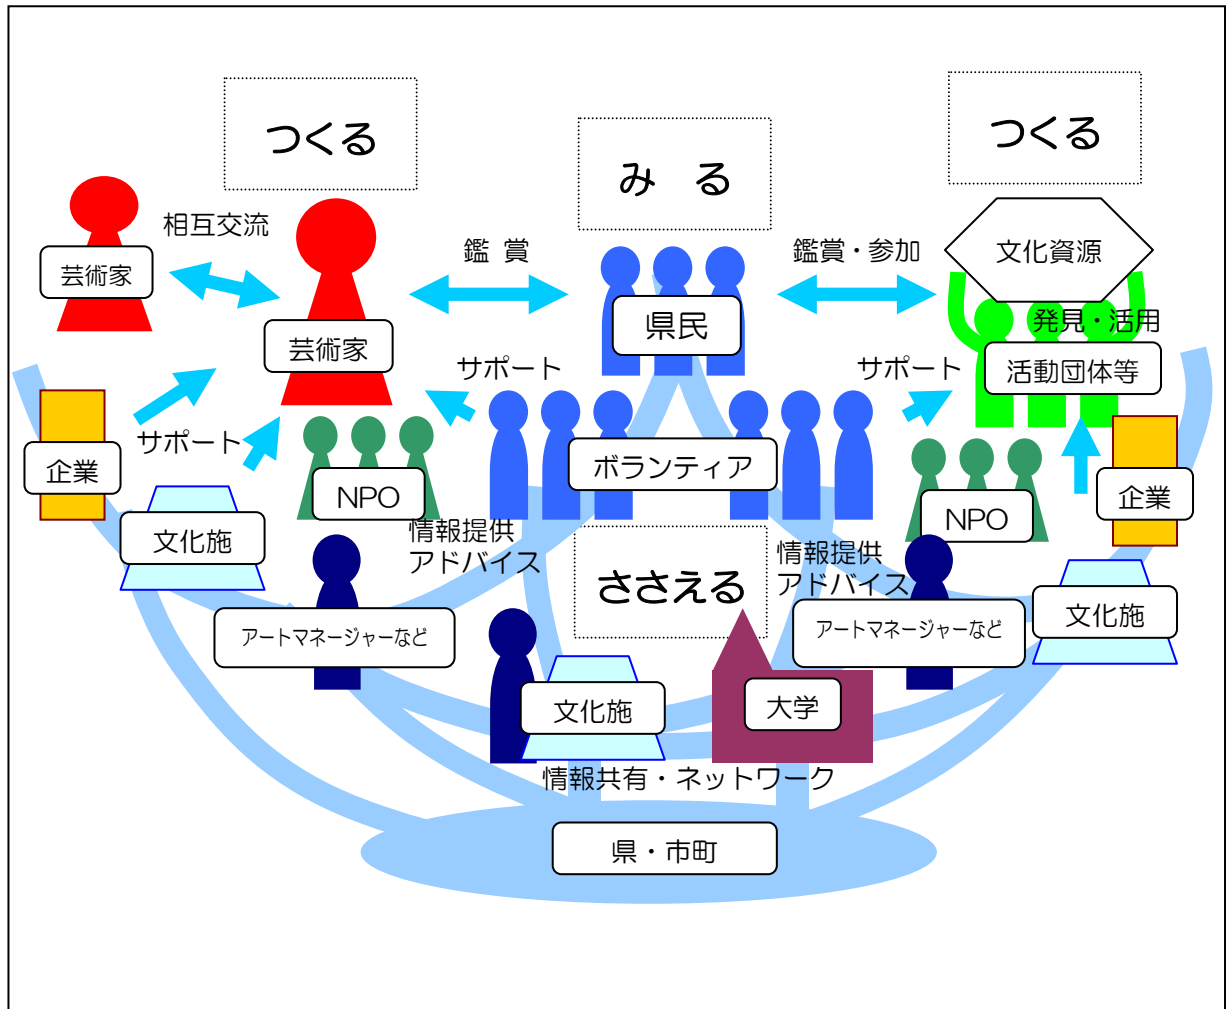 つくる
みる
つくる
相互交流
鑑賞
鑑賞・参加
文化資源
芸術家
芸術家
県民
発見・活用
活動団体等
サポート
サポート
サポート
企業
NPO
ボランティア
NPO
企業
文化施
情報提供
アドバイス
ささえる
情報提供
アドバイス
文化施
アートマネージャーなど
アートマネージャーなど
文化施
大学
情報共有・ネットワーク
県・市町